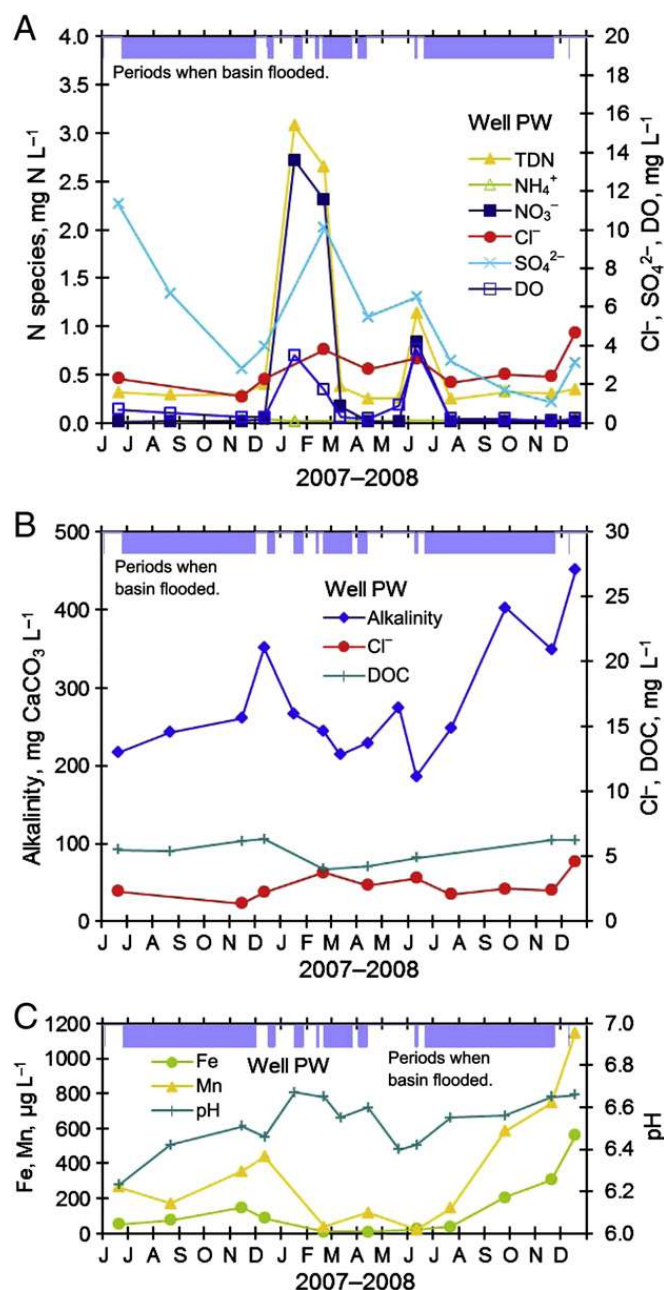 A
4.0
3.5
3.0
2.5
2.0
1.5
1.0
0.5
0.0
N species, mg N L⁻¹
Periods when basin flooded.
Well PW
TDN
NH₄⁺
NO₃⁻
Cl⁻
SO₄²⁻
DO
20
18
16
14
12
10
8
6
4
2
0
Cl⁻, SO₄²⁻, DO, mg L⁻¹
J J A S O N D J F M A M J J A S O N D
2007–2008
B
500
400
300
200
100
0
Alkalinity, mg CaCO₃ L⁻¹
Periods when
basin flooded.
Well PW
Alkalinity
Cl⁻
DOC
30
25
20
15
10
5
0
Cl⁻, DOC, mg L⁻¹
J J A S O N D J F M A M J J A S O N D
2007–2008
C
1200
1000
800
600
400
200
0
Fe, Mn, µg L⁻¹
Fe
Mn
pH
Well PW
Periods when
basin flooded.
7.0
6.8
6.6
6.4
6.2
6.0
pH
J J A S O N D J F M A M J J A S O N D
2007–2008